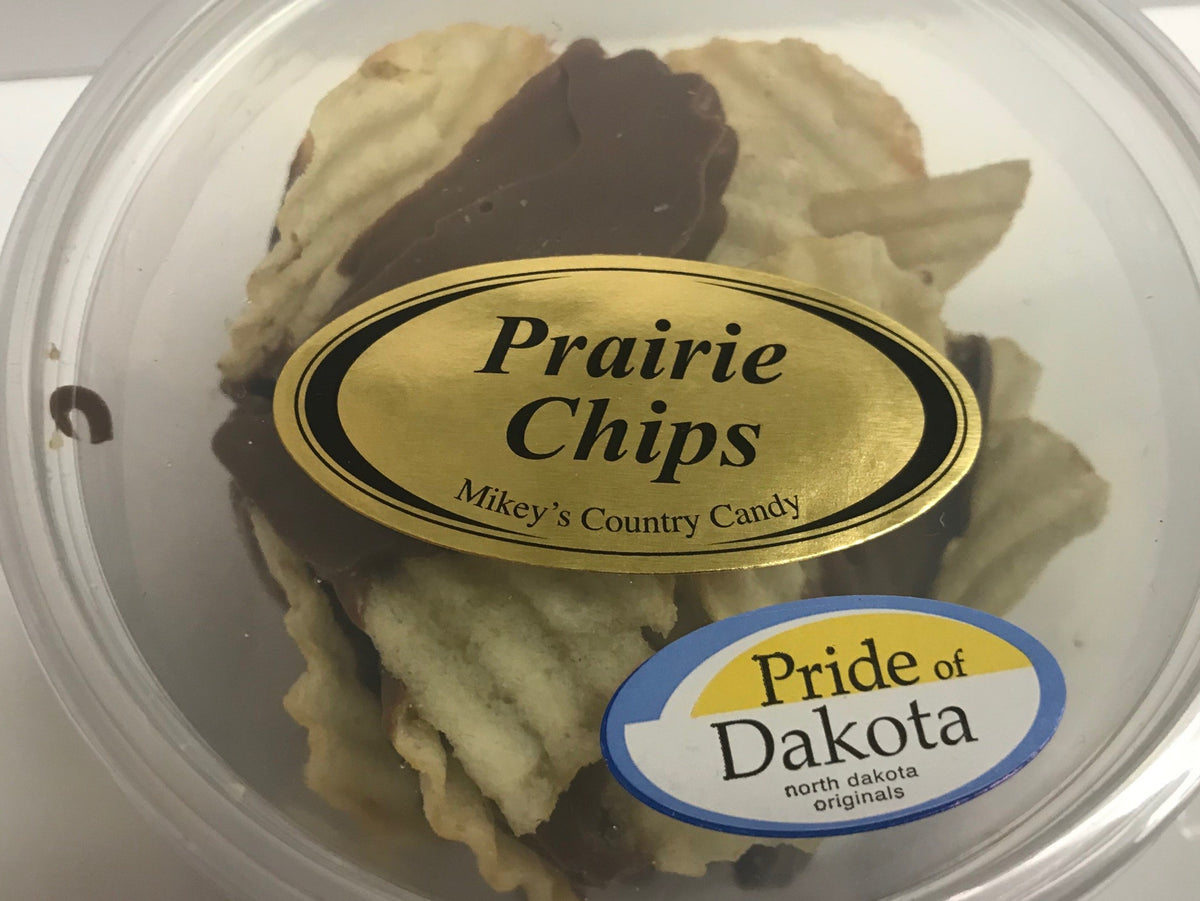 Prairie
Chips
Mikey's Country Candy
Pride of
Dakota
north dakota
originals